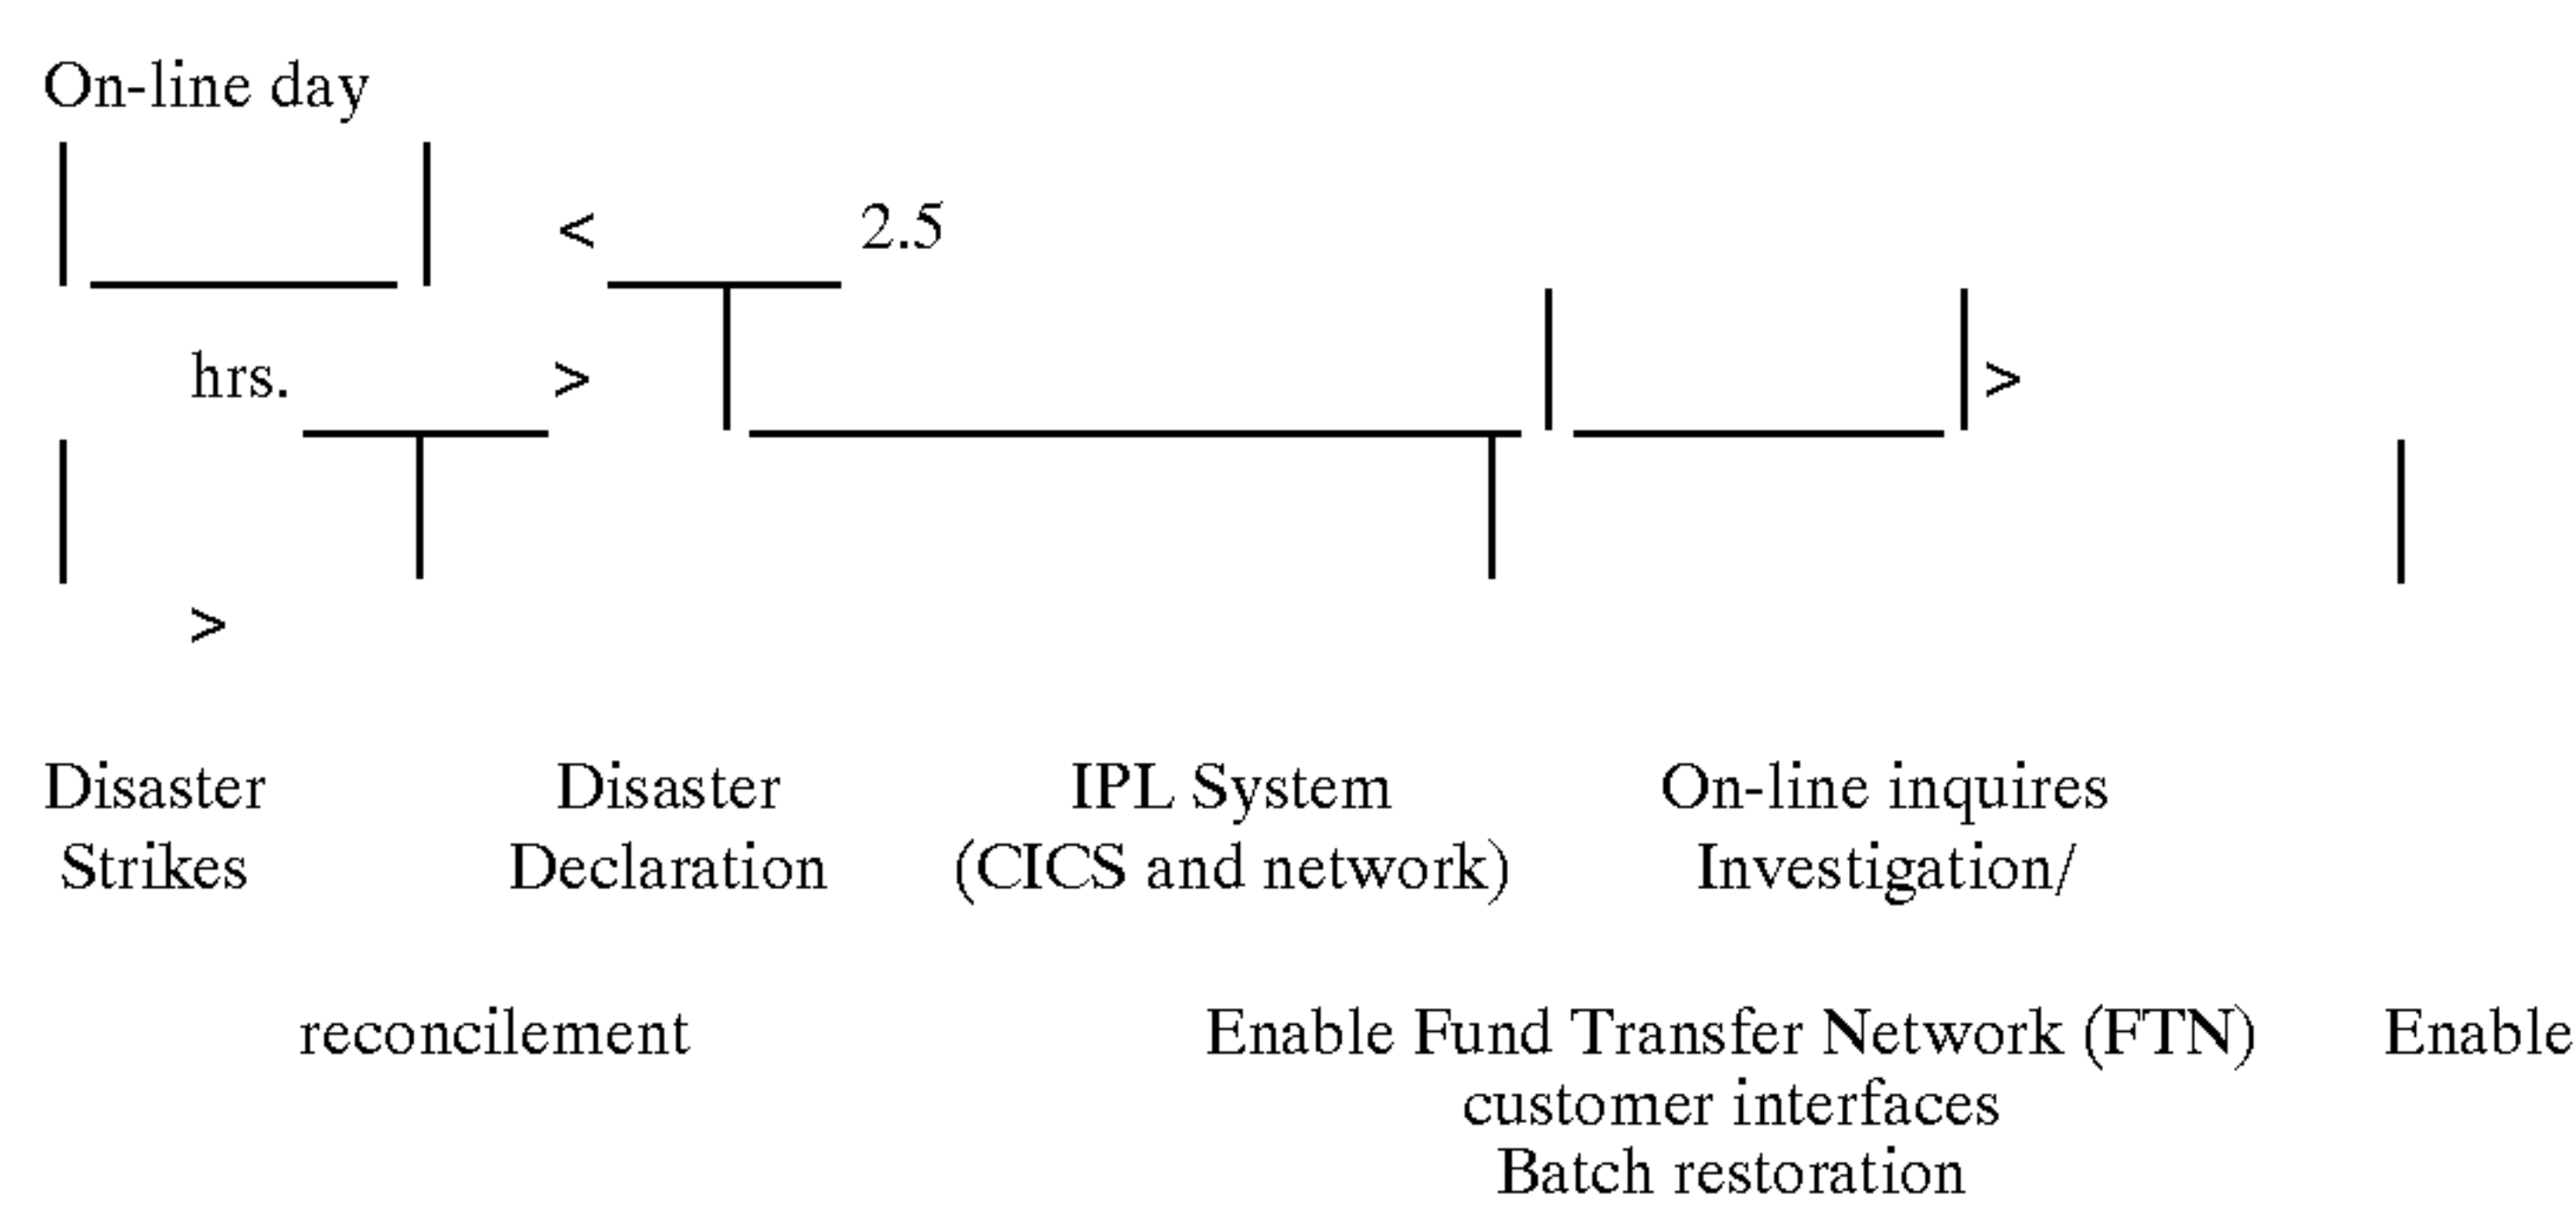 On-line day
< 2.5
hrs. > >
>
Disaster Disaster IPL System On-line inquires
Strikes Declaration (CICS and network) Investigation/
reconcilement Enable Fund Transfer Network (FTN) Enable
customer interfaces
Batch restoration